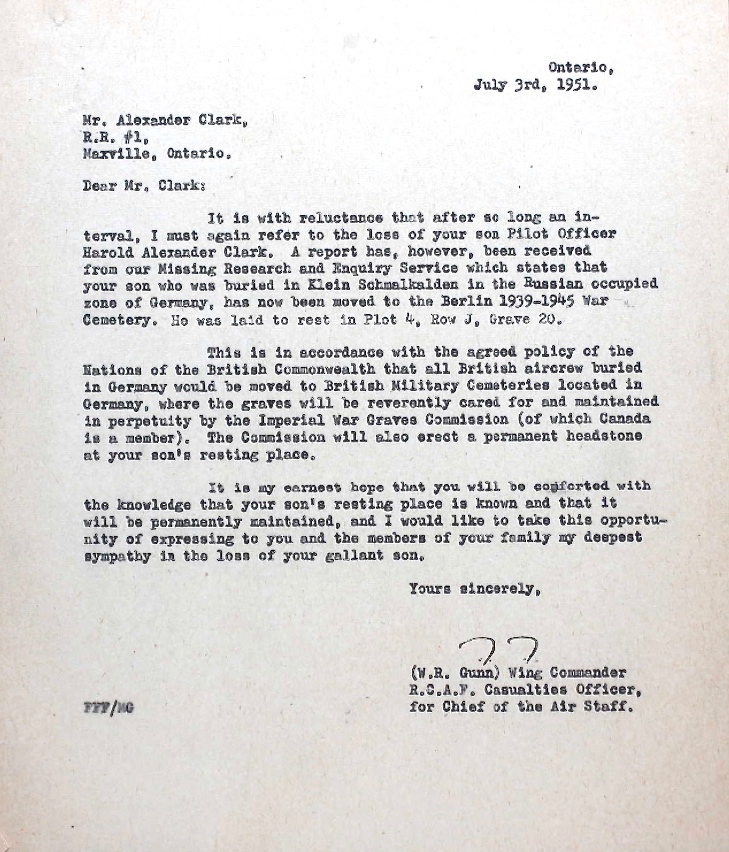 Ontario,
July 3rd, 1951.
Mr. Alexander Clark,
R.R. #1,
Maxville, Ontario.
Dear Mr. Clark:
It is with reluctance that after so long an in-
terval, I must again refer to the loss of your son Pilot Officer
Harold Alexander Clark. A report has, however, been received
from our Missing Research and Enquiry Service which states that
your son who was buried in Klein Schmalkalden in the Russian occupied
zone of Germany, has now been moved to the Berlin 1939-1945 War
Cemetery. He was laid to rest in Plot 4, Row J, Grave 20.
This is in accordance with the agreed policy of the
Nations of the British Commonwealth that all British aircrew buried
in Germany would be moved to British Military Cemeteries located in
Germany, where the graves will be reverently cared for and maintained
in perpetuity by the Imperial War Graves Commission (of which Canada
is a member). The Commission will also erect a permanent headstone
at your son's resting place.
It is my earnest hope that you will be comforted with
the knowledge that your son's resting place is known and that it
will be permanently maintained, and I would like to take this opportu-
nity of expressing to you and the members of your family my deepest
sympathy in the loss of your gallant son.
Yours sincerely,
(W.R. Gunn) Wing Commander
R.C.A.F. Casualties Officer,
for Chief of the Air Staff.
FFF/MG